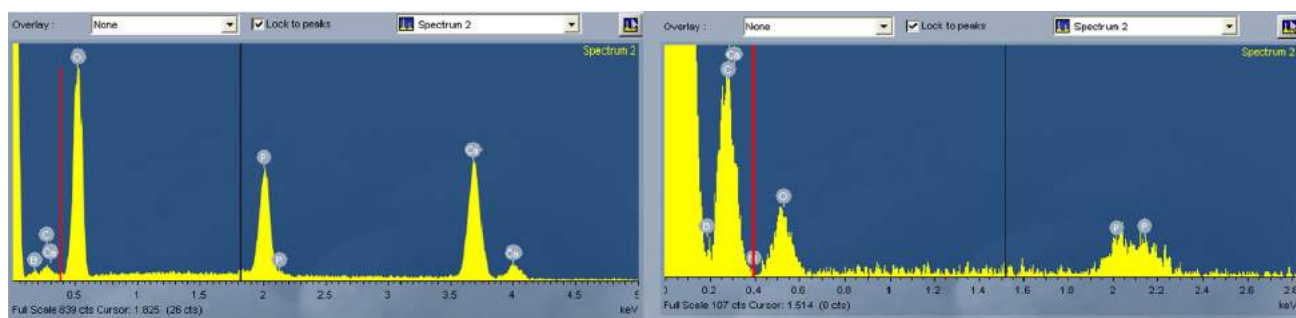 Overlay : None Lock to peaks Spectrum 2
Spectrum 2
O
P
Ca
C
Ca
B
P
Ca
0.5 1 1.5 2 2.5 3 3.5 4 4.5 5
Full Scale 839 cts Cursor: 1.825 (26 cts) keV
Overlay : None Lock to peaks Spectrum 2
Spectrum 2
Ca
C
O
B
P P
0 0.2 0.4 0.6 0.8 1 1.2 1.4 1.6 1.8 2 2.2 2.4 2.6 2.8
Full Scale 107 cts Cursor: 1.514 (0 cts) keV